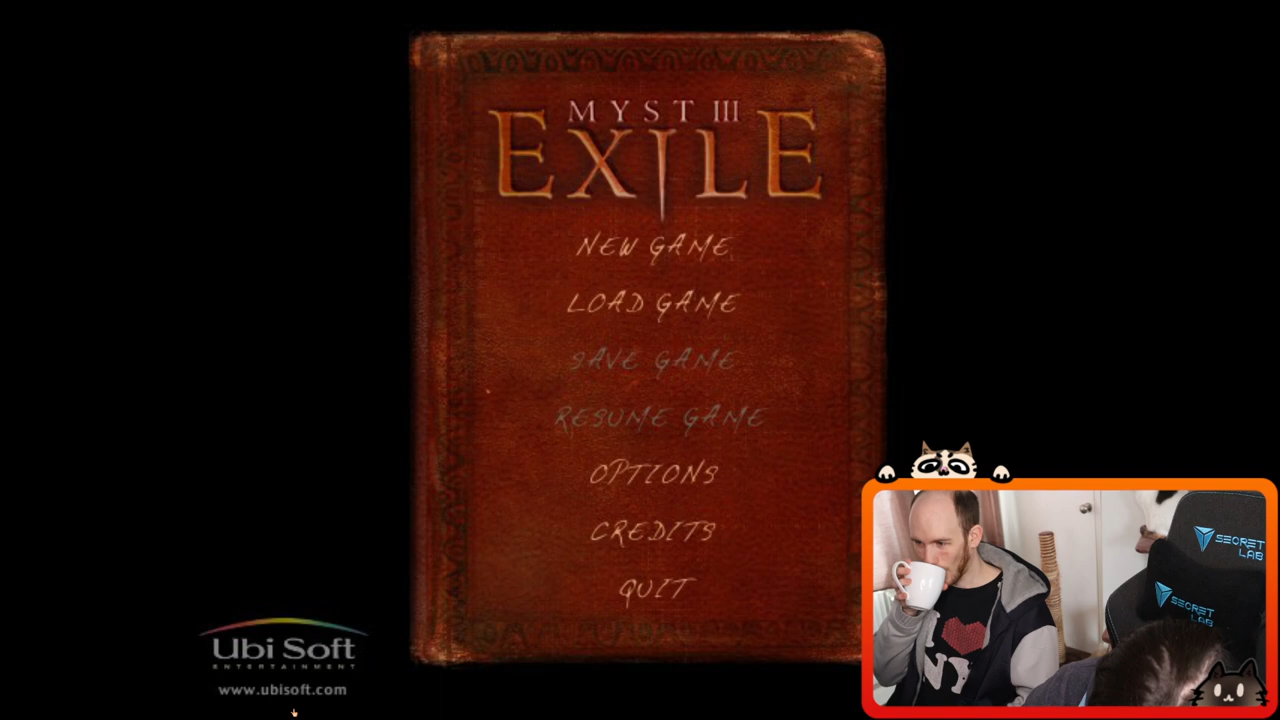 MYST III
EXILE
NEW GAME
LOAD GAME
SAVE GAME
RESUME GAME
OPTIONS
CREDITS
QUIT
Ubi Soft
ENTERTAINMENT
www.ubisoft.com
SECRET
LAB
SECRET
LAB
NY